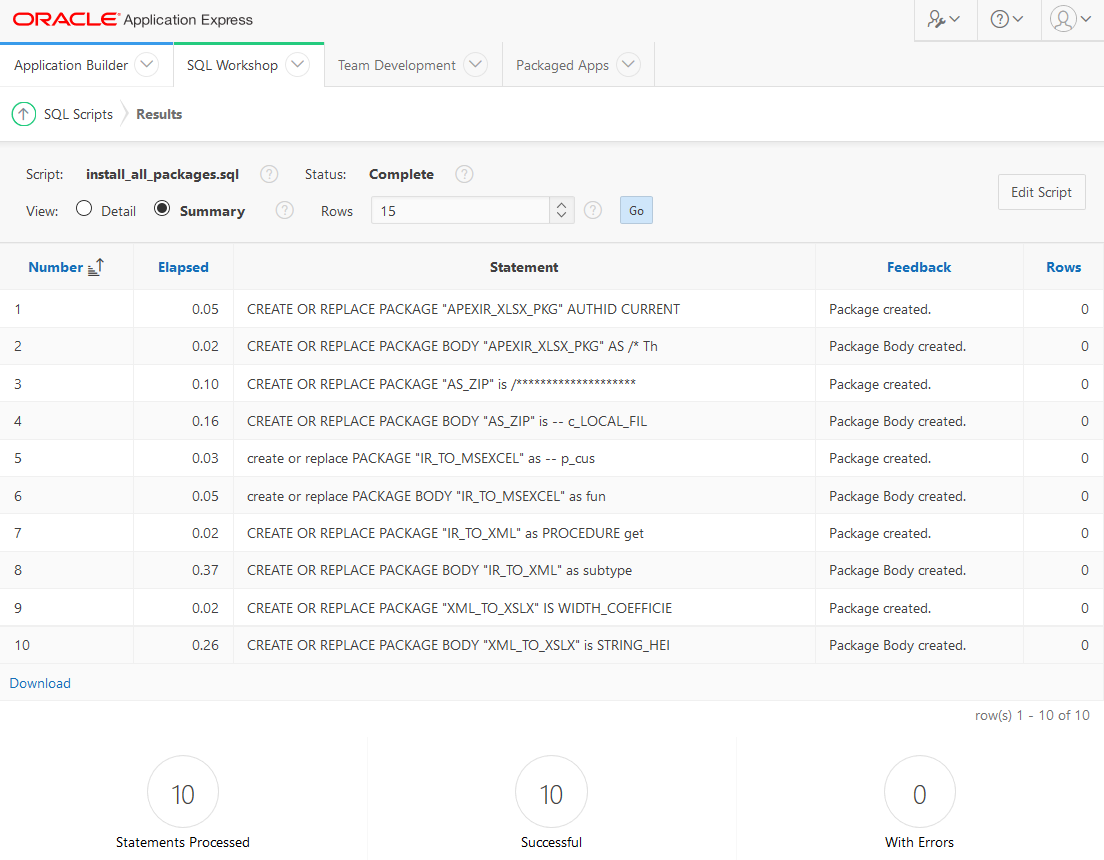 ORACLE® Application Express
Application Builder SQL Workshop Team Development Packaged Apps
SQL Scripts Results
Script: install_all_packages.sql ? Status: Complete ?
Edit Script
View: Detail Summary ? Rows 15 ? Go
Number Elapsed Statement Feedback Rows
1 0.05 CREATE OR REPLACE PACKAGE "APEXIR_XLSX_PKG" AUTHID CURRENT Package created. 0
2 0.02 CREATE OR REPLACE PACKAGE BODY "APEXIR_XLSX_PKG" AS /* Th Package Body created. 0
3 0.10 CREATE OR REPLACE PACKAGE "AS_ZIP" is /******************** Package created. 0
4 0.16 CREATE OR REPLACE PACKAGE BODY "AS_ZIP" is -- c_LOCAL_FIL Package Body created. 0
5 0.03 create or replace PACKAGE "IR_TO_MSEXCEL" as -- p_cus Package created. 0
6 0.05 create or replace PACKAGE BODY "IR_TO_MSEXCEL" as fun Package Body created. 0
7 0.02 CREATE OR REPLACE PACKAGE "IR_TO_XML" as PROCEDURE get Package created. 0
8 0.37 CREATE OR REPLACE PACKAGE BODY "IR_TO_XML" as subtype Package Body created. 0
9 0.02 CREATE OR REPLACE PACKAGE "XML_TO_XSLX" IS WIDTH_COEFFICIE Package created. 0
10 0.26 CREATE OR REPLACE PACKAGE BODY "XML_TO_XSLX" is STRING_HEI Package Body created. 0
Download
row(s) 1 - 10 of 10
10 10 0
Statements Processed Successful With Errors